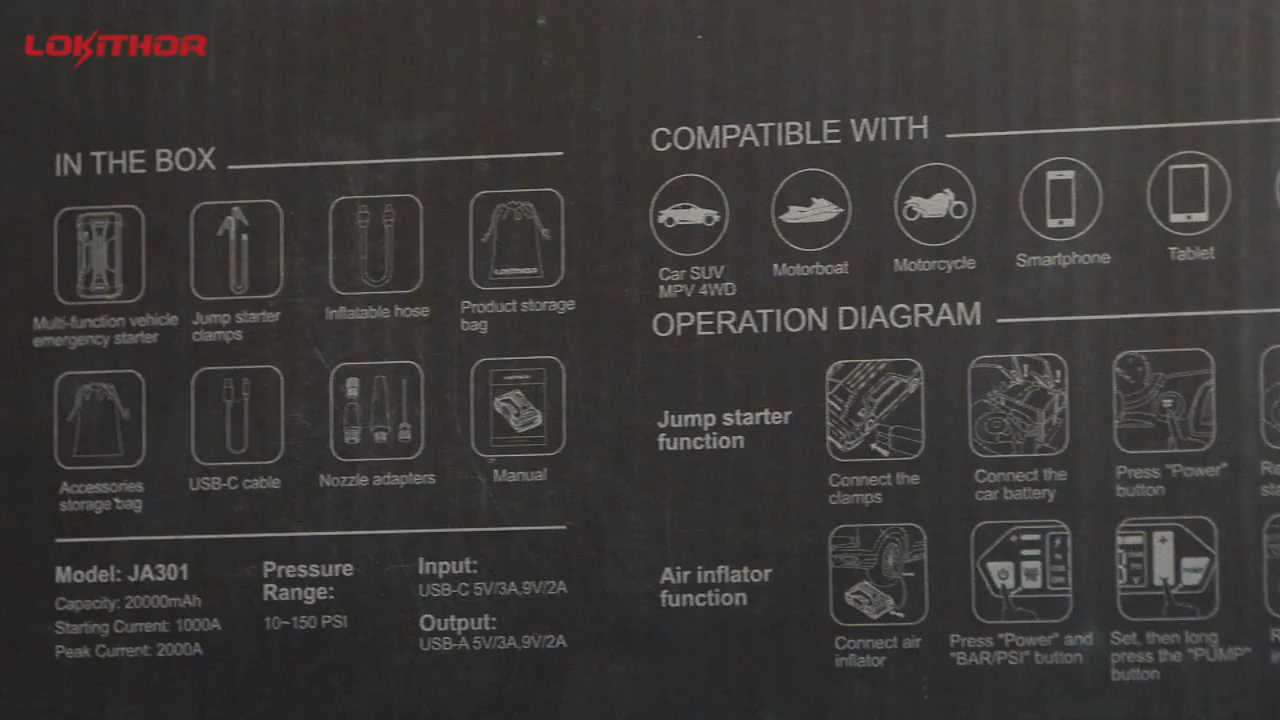 LOKITHOR
IN THE BOX
LOKITHOR
Multi-function vehicle
emergency starter
Jump starter
clamps
Inflatable hose
Product storage
bag
Accessories
storage bag
USB-C cable
Nozzle adapters
Manual
Model: JA301
Capacity: 20000mAh
Starting Current: 1000A
Peak Current: 2000A
Pressure
Range:
10~150 PSI
Input:
USB-C 5V/3A,9V/2A
Output:
USB-A 5V/3A,9V/2A
COMPATIBLE WITH
Car SUV
MPV 4WD
Motorboat
Motorcycle
Smartphone
Tablet
OPERATION DIAGRAM
Jump starter
function
Connect the
clamps
Connect the
car battery
Press "Power"
button
Air inflator
function
Connect air
inflator
Press "Power" and
"BAR/PSI" button
Set, then long
press the "PUMP"
button